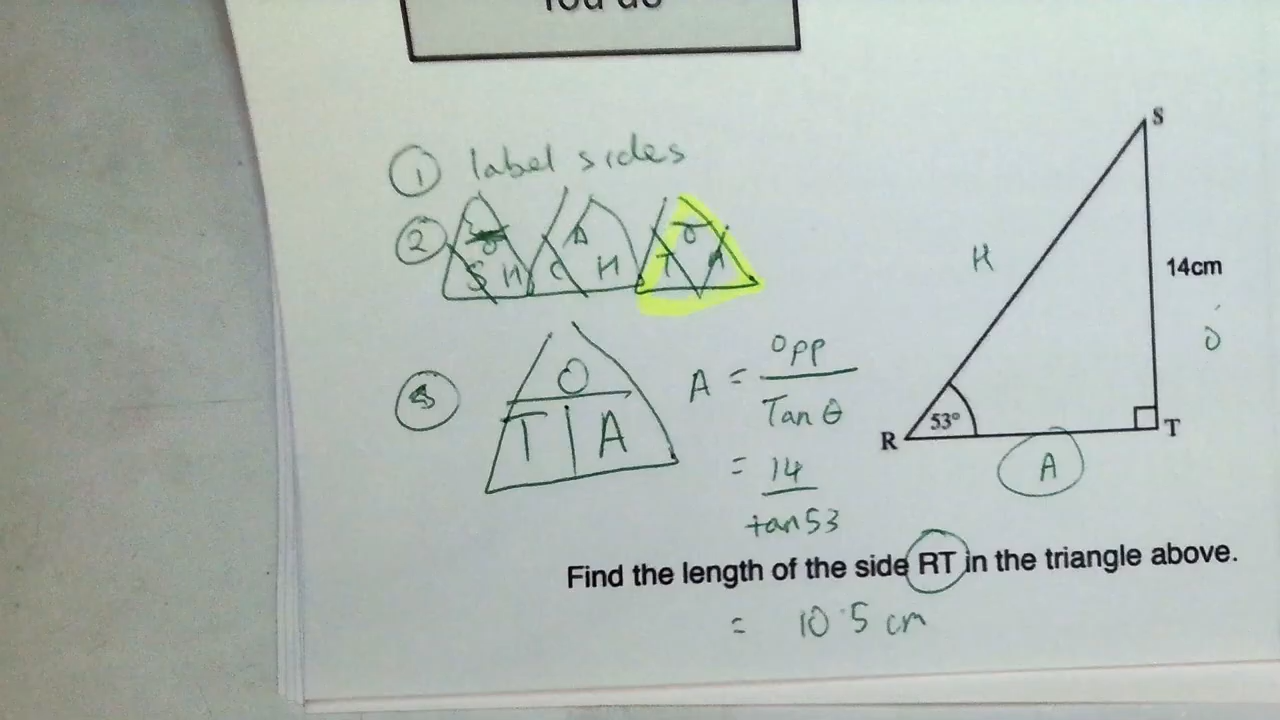 You do
① label sides
② O S H A C H O T A
S
H
14cm
O
③ O T A
A = Opp
Tan θ
53°
R
T
A
= 14
tan 53
Find the length of the side RT in the triangle above.
= 10.5 cm